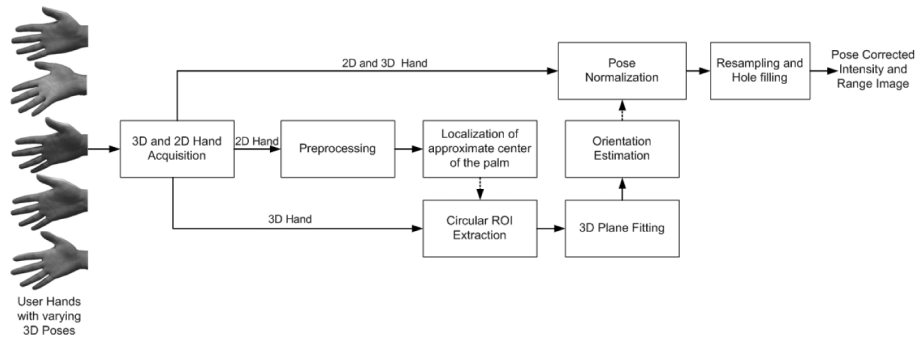 User Hands
with varying
3D Poses
3D and 2D Hand
Acquisition
2D and 3D Hand
2D Hand
3D Hand
Preprocessing
Localization of
approximate center
of the palm
Circular ROI
Extraction
3D Plane Fitting
Orientation
Estimation
Pose
Normalization
Resampling and
Hole filling
Pose Corrected
Intensity and
Range Image